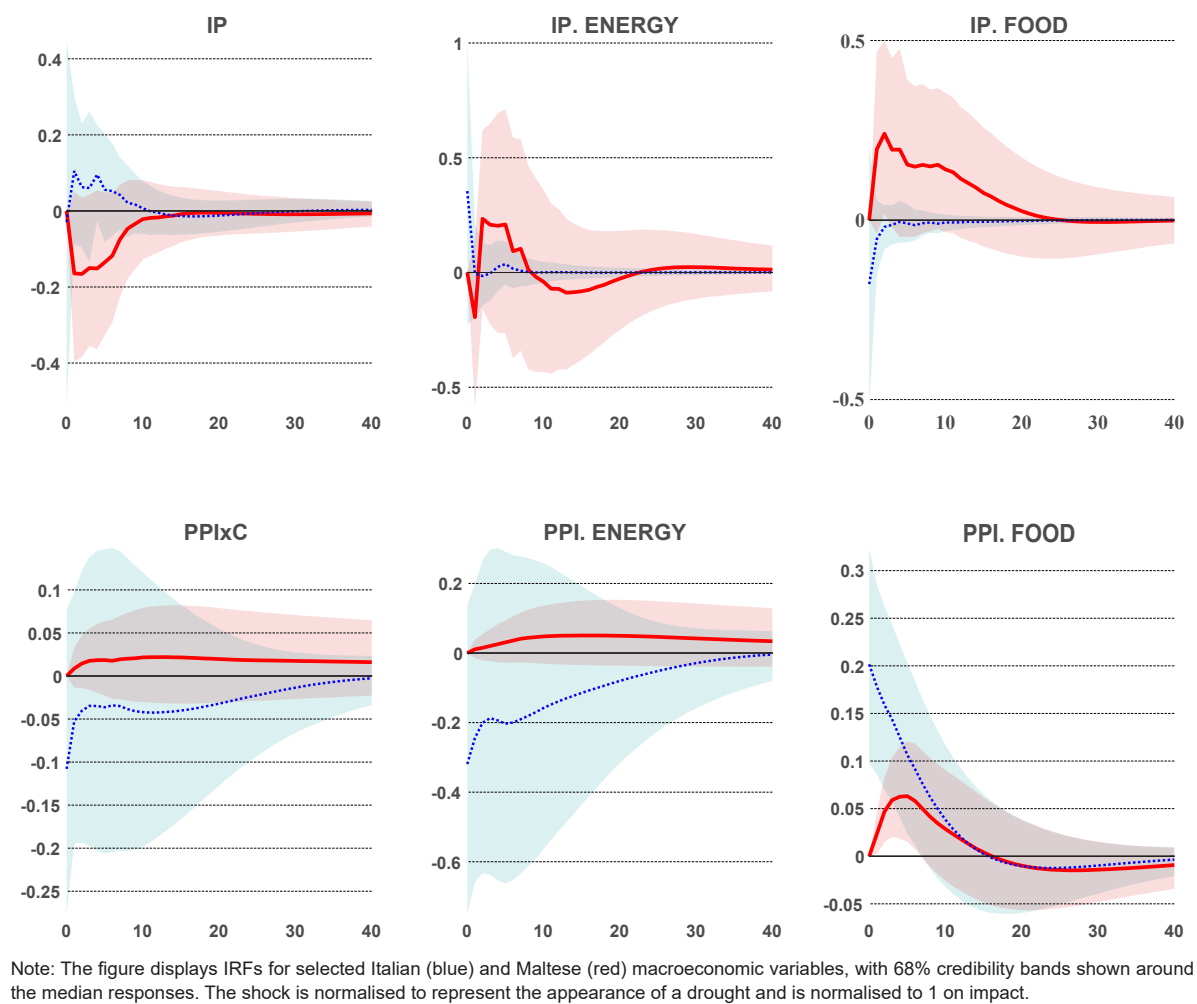 IP
IP. ENERGY
IP. FOOD
0.4
0.2
0
-0.2
-0.4
0 10 20 30 40
1
0.5
0
-0.5
0 10 20 30 40
0.5
0
-0.5
0 10 20 30 40
PPIxC
PPI. ENERGY
PPI. FOOD
0.1
0.05
0
-0.05
-0.1
-0.15
-0.2
-0.25
0 10 20 30 40
0.2
0
-0.2
-0.4
-0.6
0 10 20 30 40
0.3
0.25
0.2
0.15
0.1
0.05
0
-0.05
0 10 20 30 40
Note: The figure displays IRFs for selected Italian (blue) and Maltese (red) macroeconomic variables, with 68% credibility bands shown around
the median responses. The shock is normalised to represent the appearance of a drought and is normalised to 1 on impact.